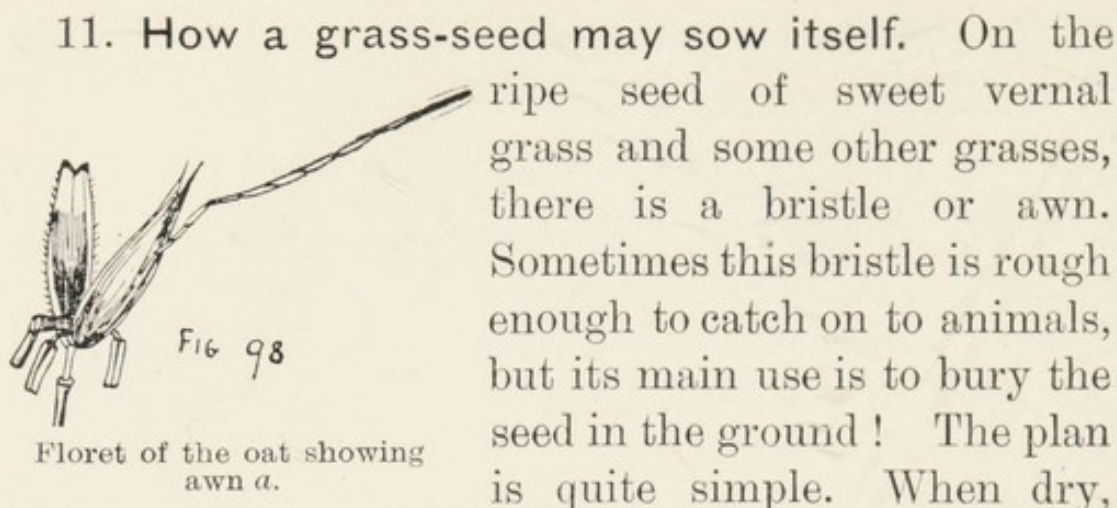 11. How a grass-seed may sow itself. On the
ripe seed of sweet vernal
grass and some other grasses,
there is a bristle or awn.
Sometimes this bristle is rough
enough to catch on to animals,
but its main use is to bury the
seed in the ground ! The plan
is quite simple. When dry,
FIG 98
Floret of the oat showing
awn a.